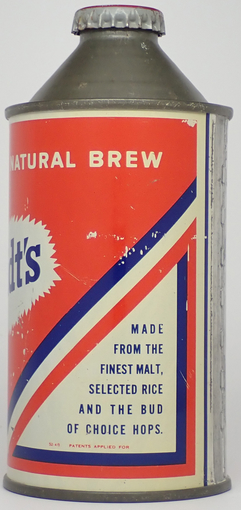 NATURAL BREW
dt's
MADE
FROM THE
FINEST MALT,
SELECTED RICE
AND THE BUD
OF CHOICE HOPS.
PATENTS APPLIED FOR